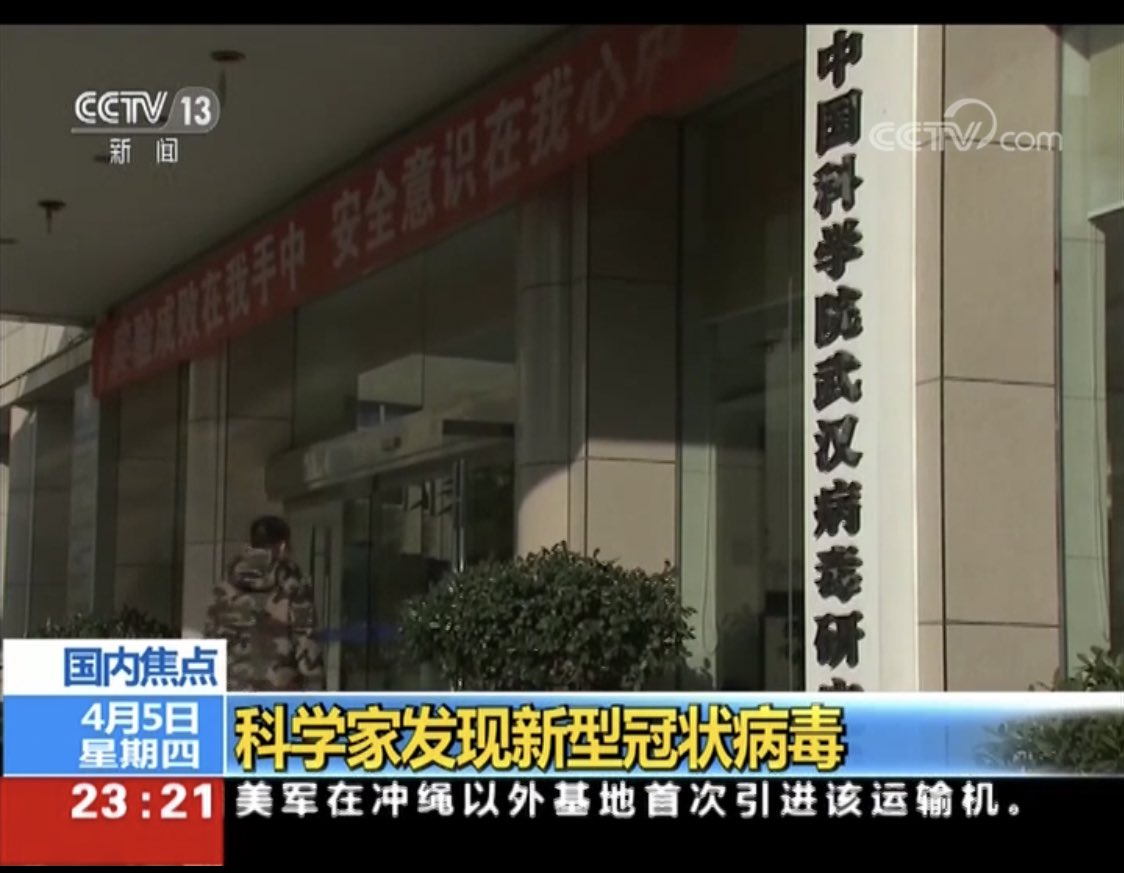 CCTV 13
新闻
CCTV.com
实验成败在我手中 安全意识在我心中
中国科学院武汉病毒研
国内焦点
4月5日
星期四
科学家发现新型冠状病毒
23:21
美军在冲绳以外基地首次引进该运输机。